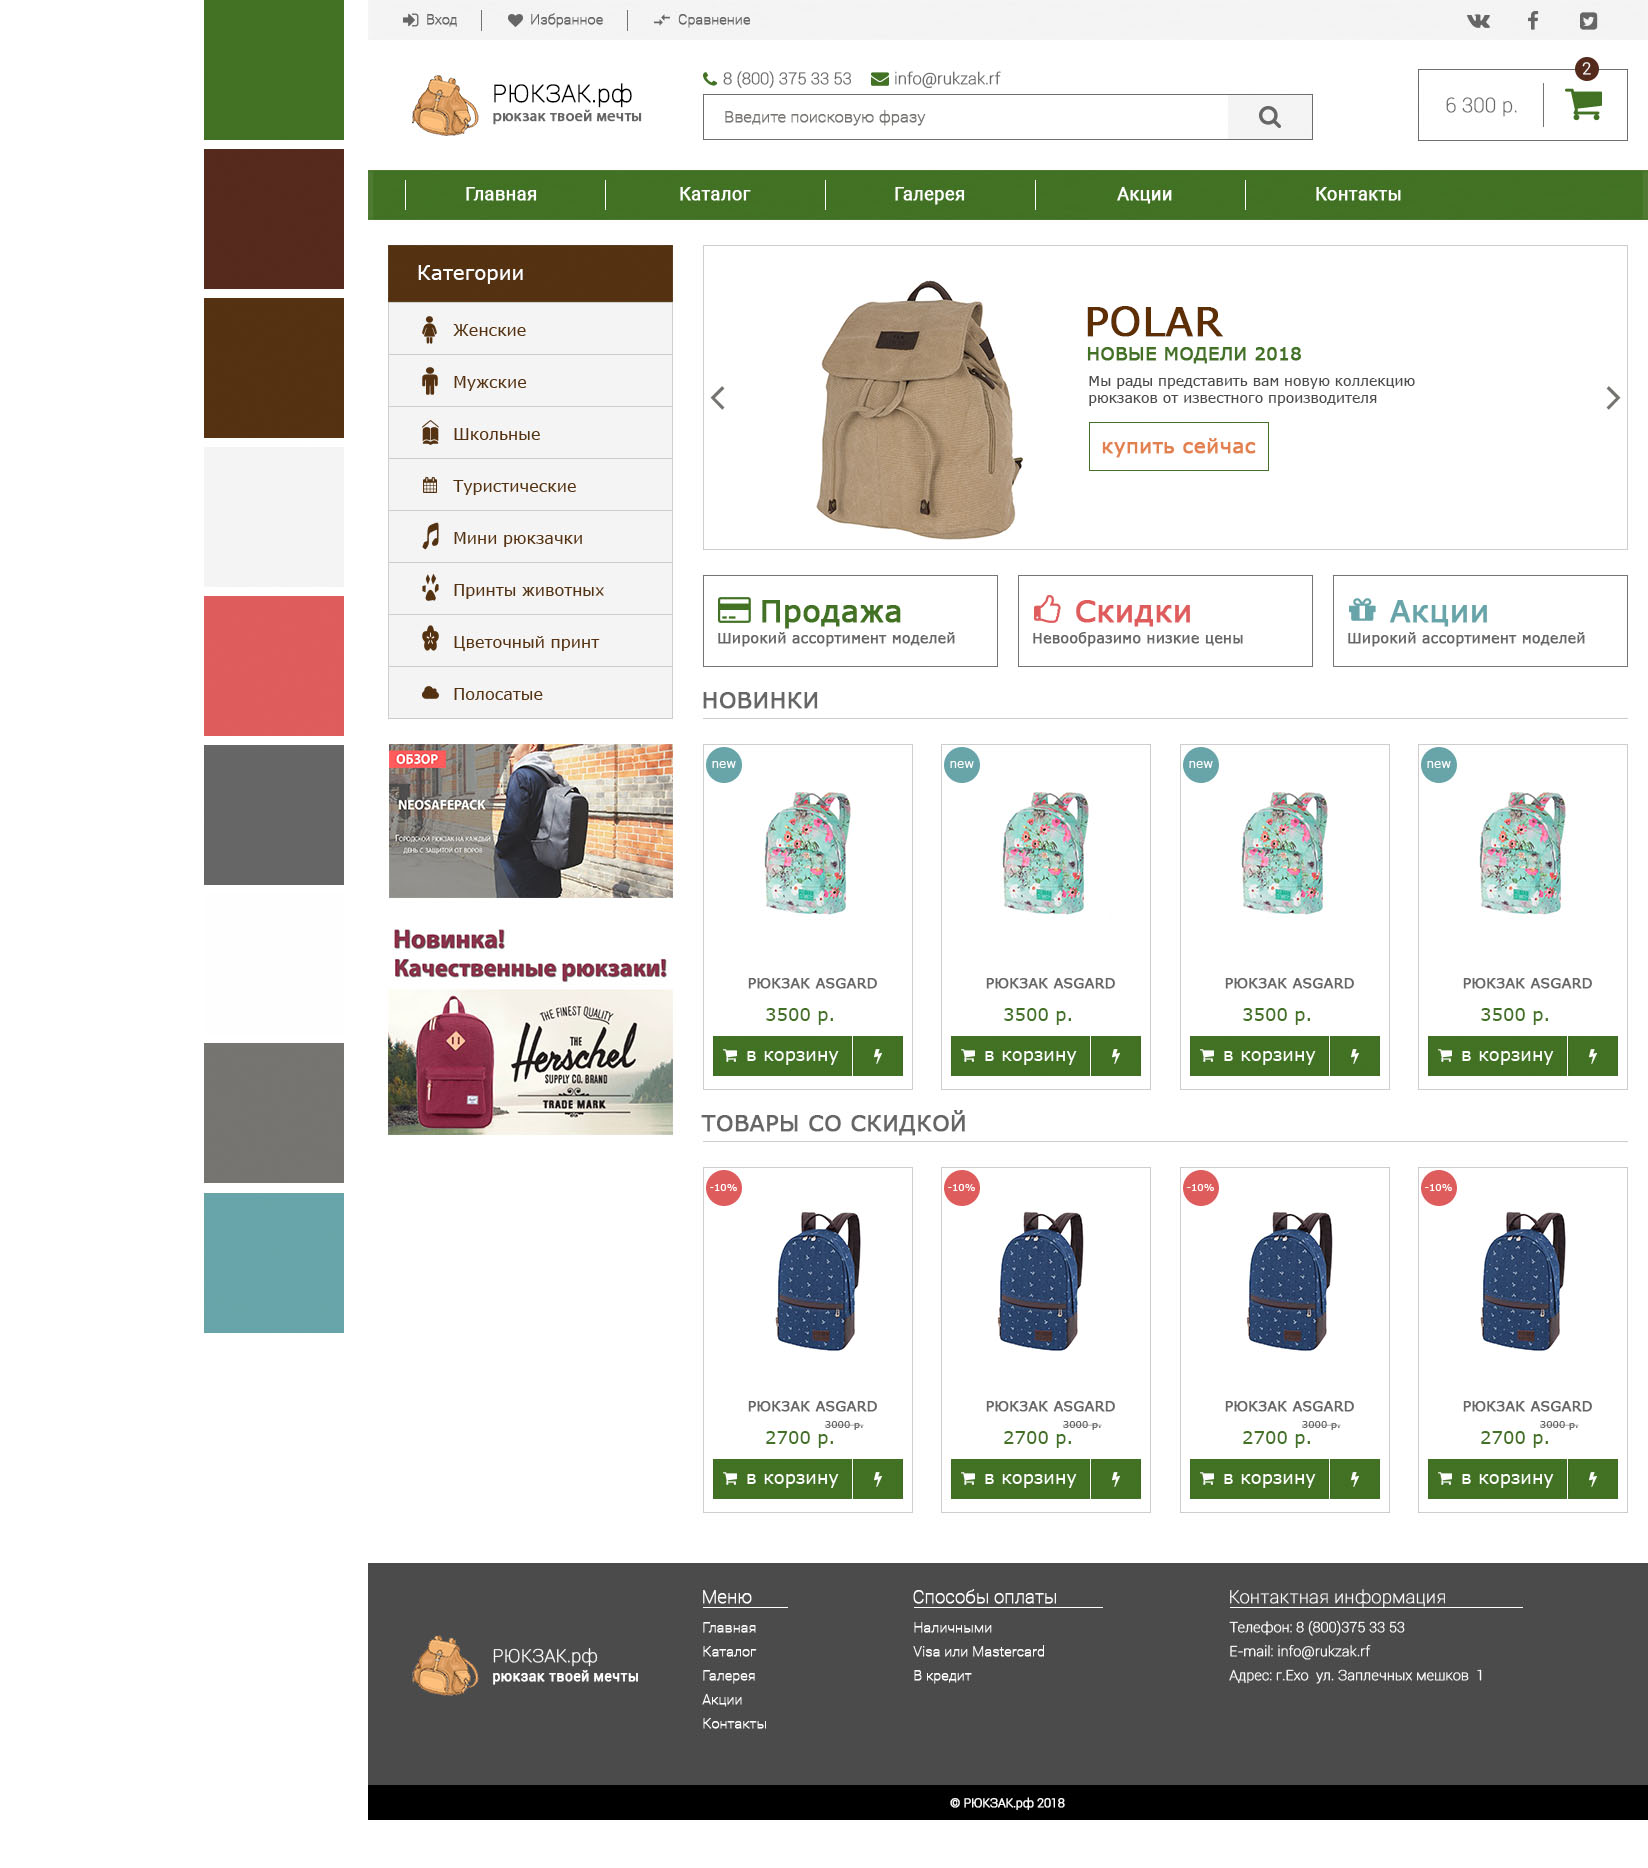 Вход
Избранное
Сравнение
РЮКЗАК.рф
рюкзак твоей мечты
8 (800) 375 33 53
info@rukzak.rf
Введите поисковую фразу
2
6 300 р.
Главная
Каталог
Галерея
Акции
Контакты
Категории
Женские
Мужские
Школьные
Туристические
Мини рюкзачки
Принты животных
Цветочный принт
Полосатые
POLAR
НОВЫЕ МОДЕЛИ 2018
Мы рады представить вам новую коллекцию
рюкзаков от известного производителя
купить сейчас
Продажа
Широкий ассортимент моделей
Скидки
Невообразимо низкие цены
Акции
Широкий ассортимент моделей
ОБЗОР
NEOSAFEPACK
Городской рюкзак на каждый
день с защитой от воров
Новинка!
Качественные рюкзаки!
THE FINEST QUALITY
THE
Herschel
SUPPLY CO. BRAND
TRADE MARK
НОВИНКИ
new
РЮКЗАК ASGARD
3500 р.
в корзину
new
РЮКЗАК ASGARD
3500 р.
в корзину
new
РЮКЗАК ASGARD
3500 р.
в корзину
new
РЮКЗАК ASGARD
3500 р.
в корзину
ТОВАРЫ СО СКИДКОЙ
-10%
РЮКЗАК ASGARD
3000 р.
2700 р.
в корзину
-10%
РЮКЗАК ASGARD
3000 р.
2700 р.
в корзину
-10%
РЮКЗАК ASGARD
3000 р.
2700 р.
в корзину
-10%
РЮКЗАК ASGARD
3000 р.
2700 р.
в корзину
РЮКЗАК.рф
рюкзак твоей мечты
Меню
Главная
Каталог
Галерея
Акции
Контакты
Способы оплаты
Наличными
Visa или Mastercard
В кредит
Контактная информация
Телефон: 8 (800)375 33 53
E-mail: info@rukzak.rf
Адрес: г.Ехо ул. Заплечных мешков 1
© РЮКЗАК.рф 2018